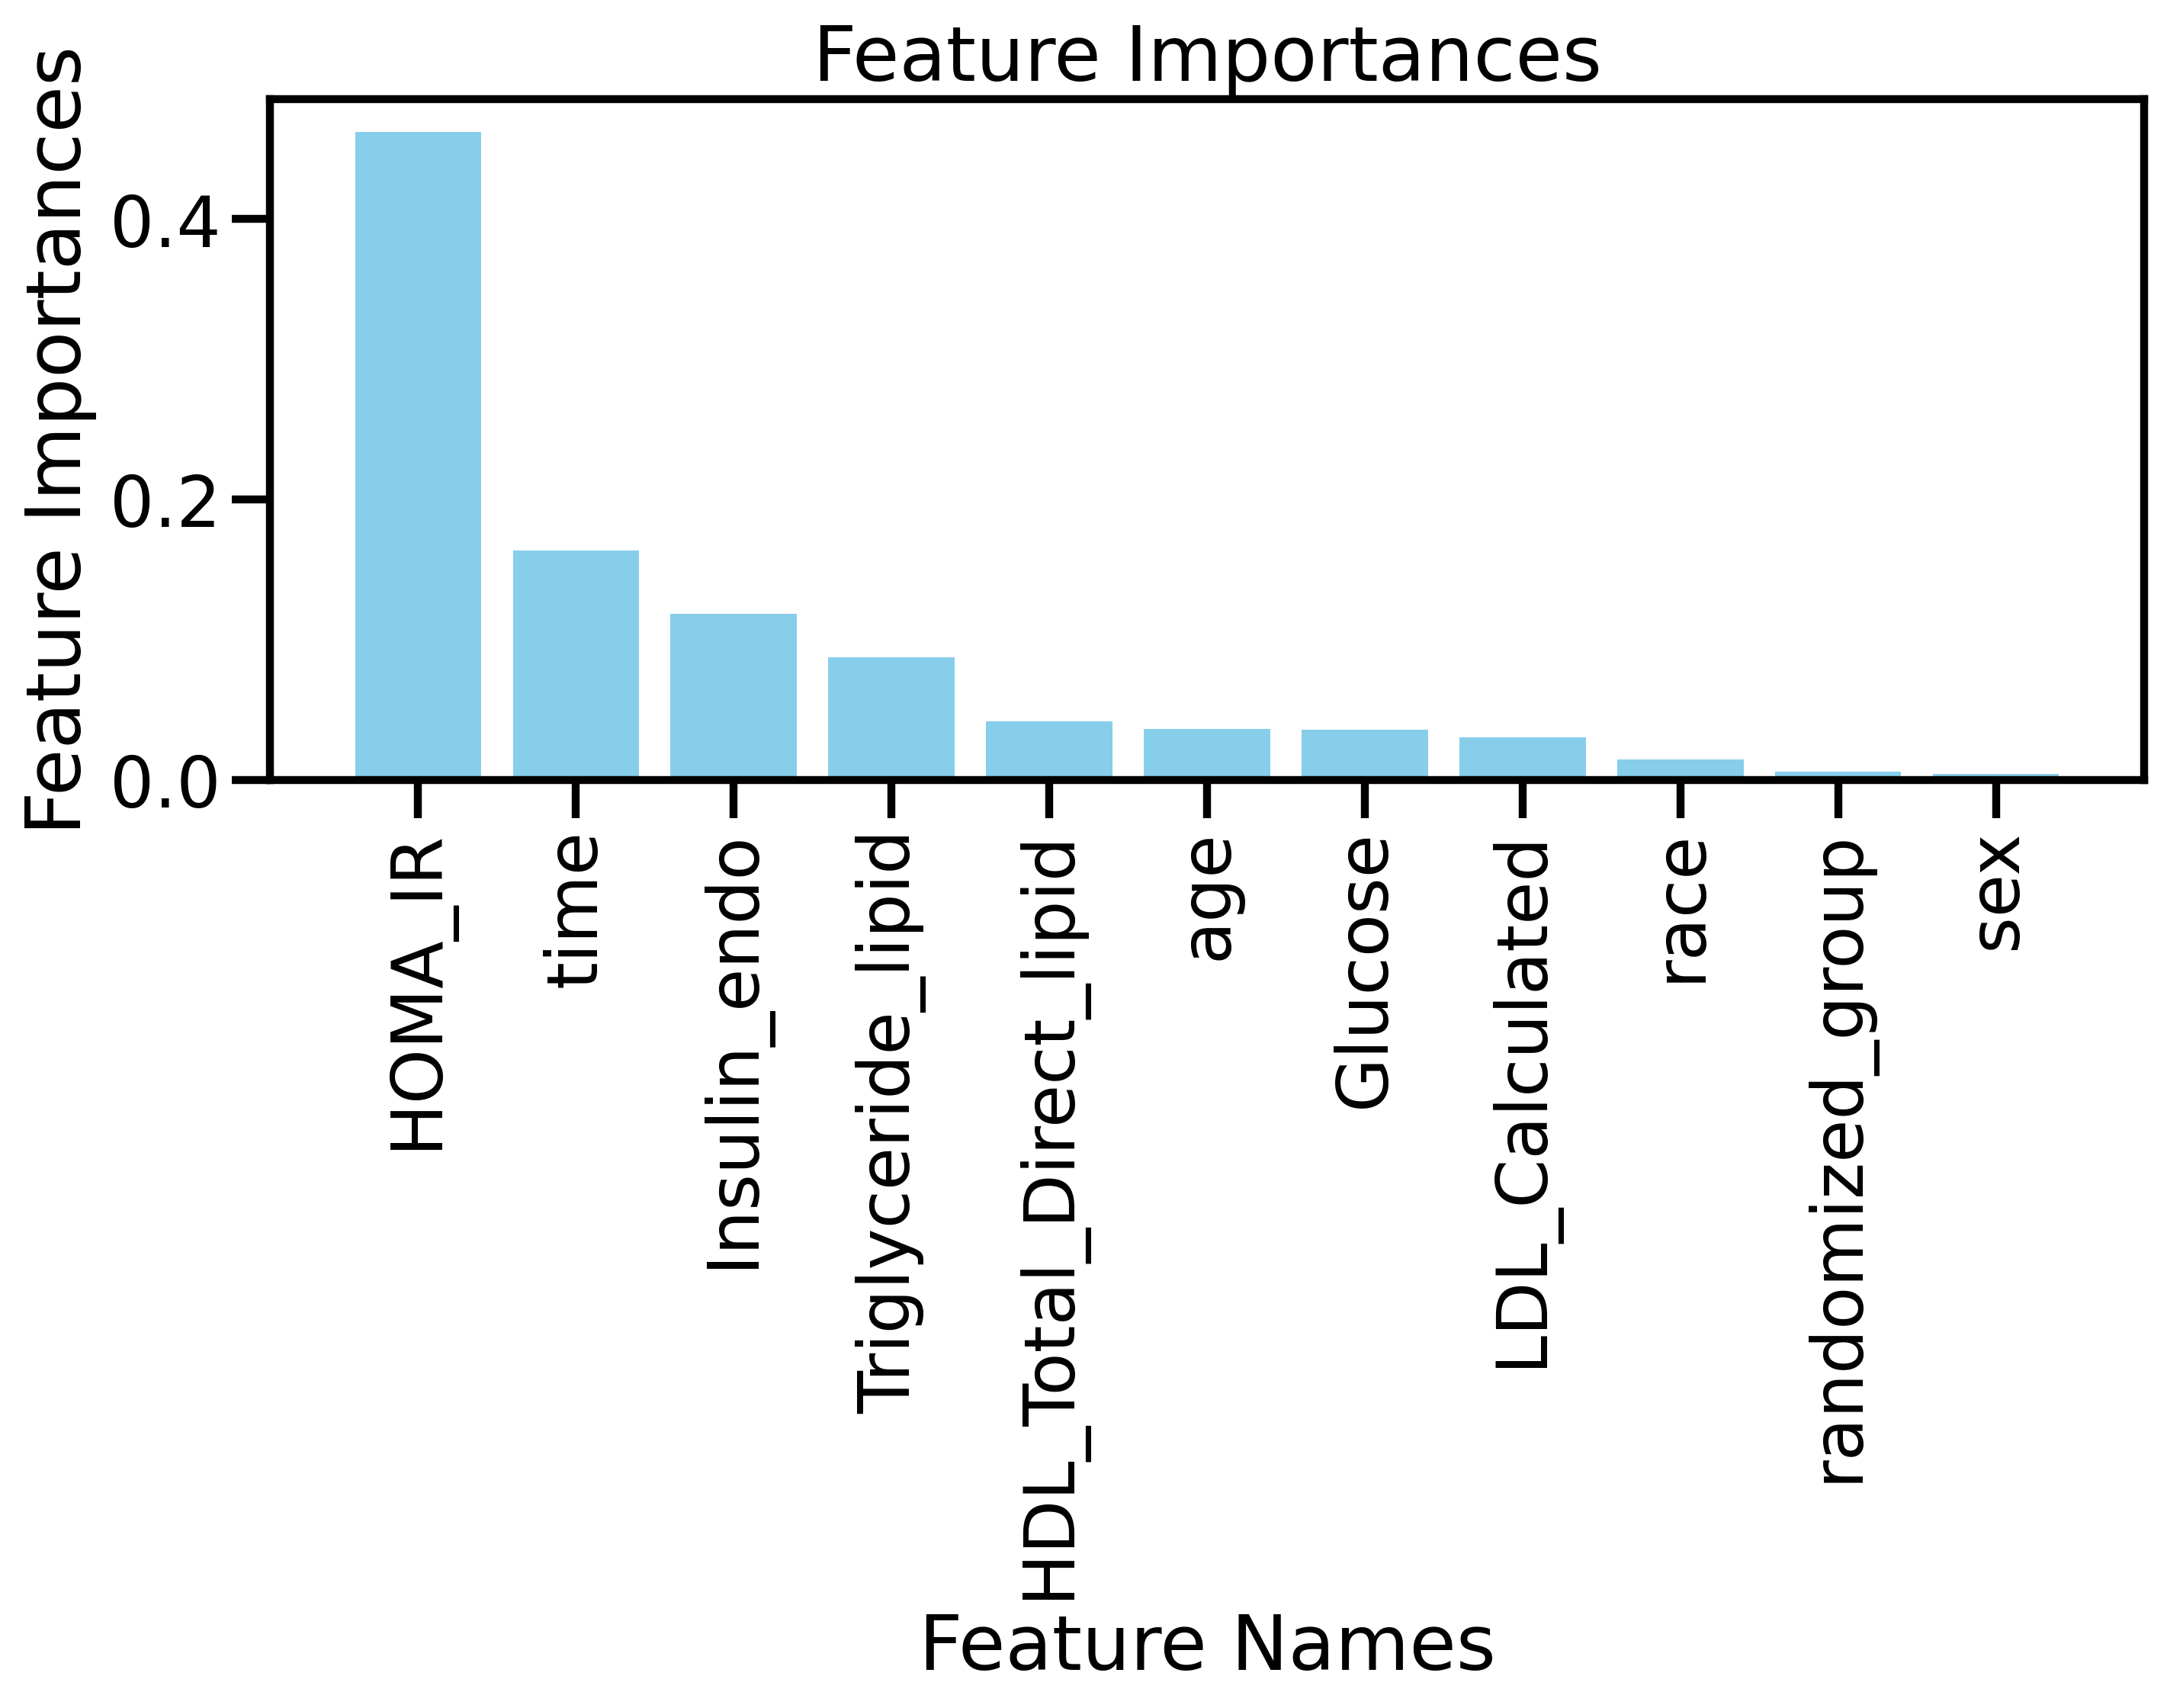 Feature Importances
Feature Importances
0.4
0.2
0.0
HOMA_IR
time
Insulin_endo
Triglyceride_lipid
HDL_Total_Direct_lipid
age
Glucose
LDL_Calculated
race
randomized_group
sex
Feature Names